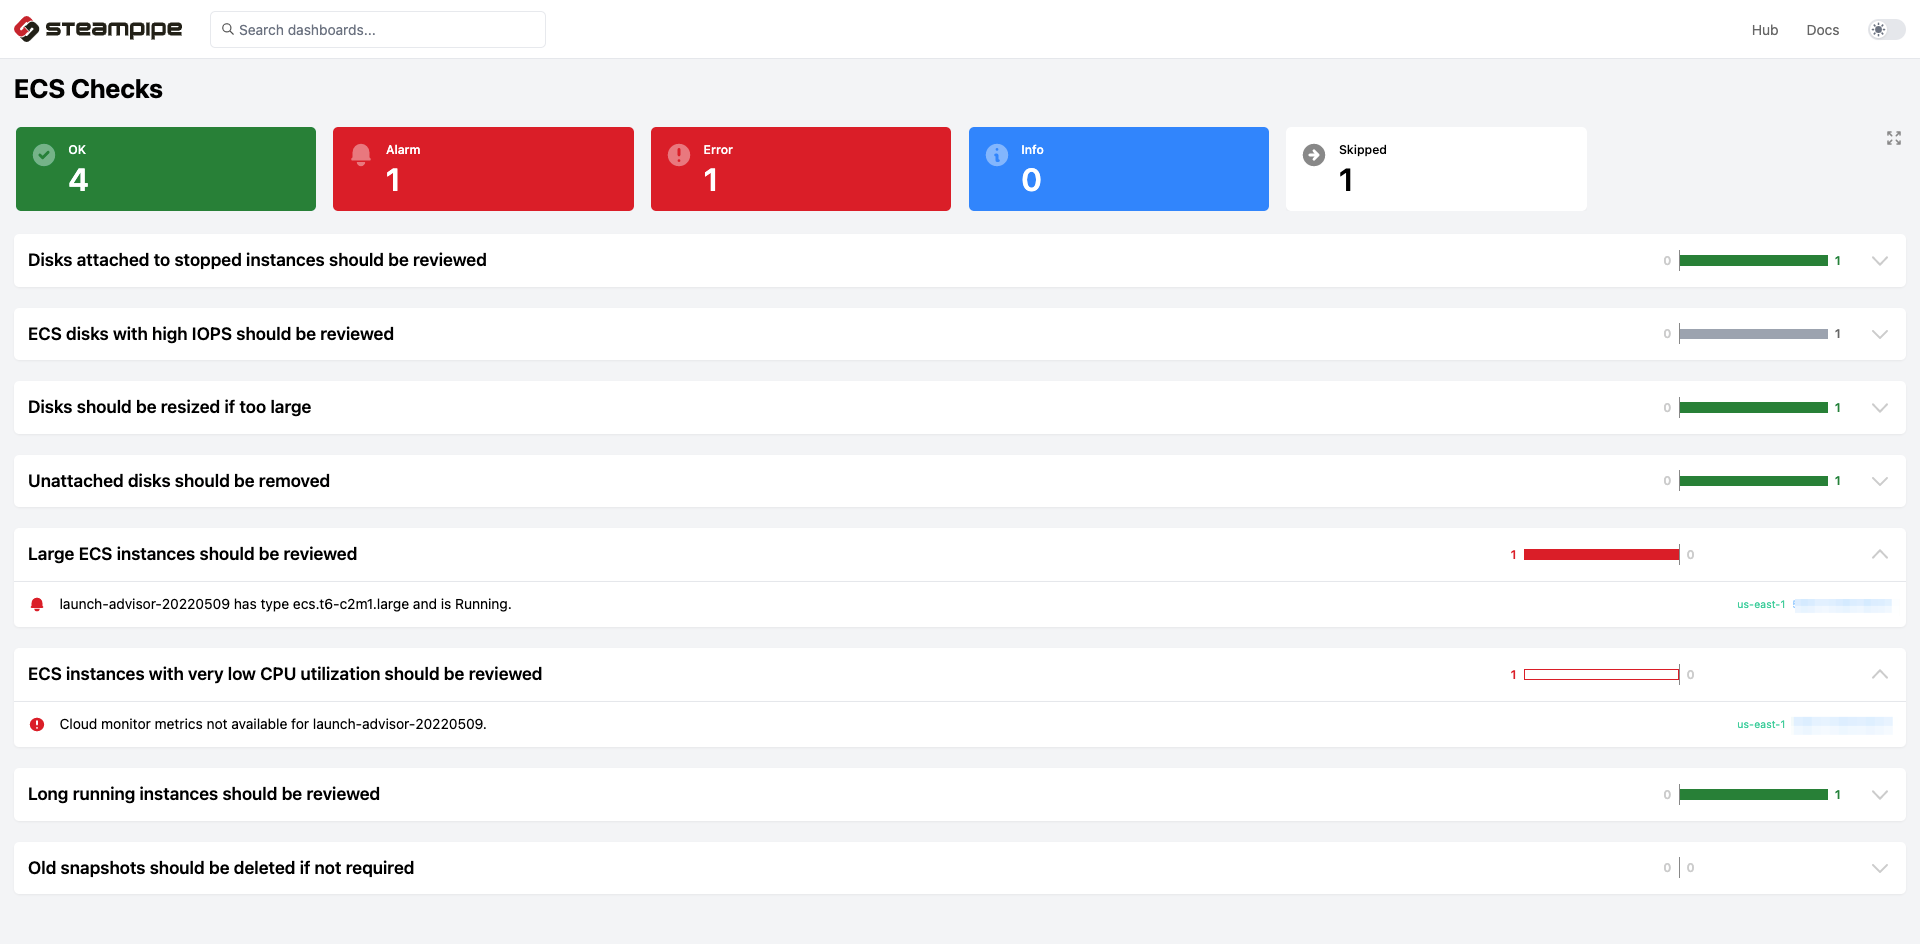 steampipe
Search dashboards...
Hub
Docs
ECS Checks
OK
4
Alarm
1
Error
1
Info
0
Skipped
1
Disks attached to stopped instances should be reviewed 0 1
ECS disks with high IOPS should be reviewed 0 1
Disks should be resized if too large 0 1
Unattached disks should be removed 0 1
Large ECS instances should be reviewed 1 0
launch-advisor-20220509 has type ecs.t6-c2m1.large and is Running. us-east-1
ECS instances with very low CPU utilization should be reviewed 1 0
Cloud monitor metrics not available for launch-advisor-20220509. us-east-1
Long running instances should be reviewed 0 1
Old snapshots should be deleted if not required 0 0